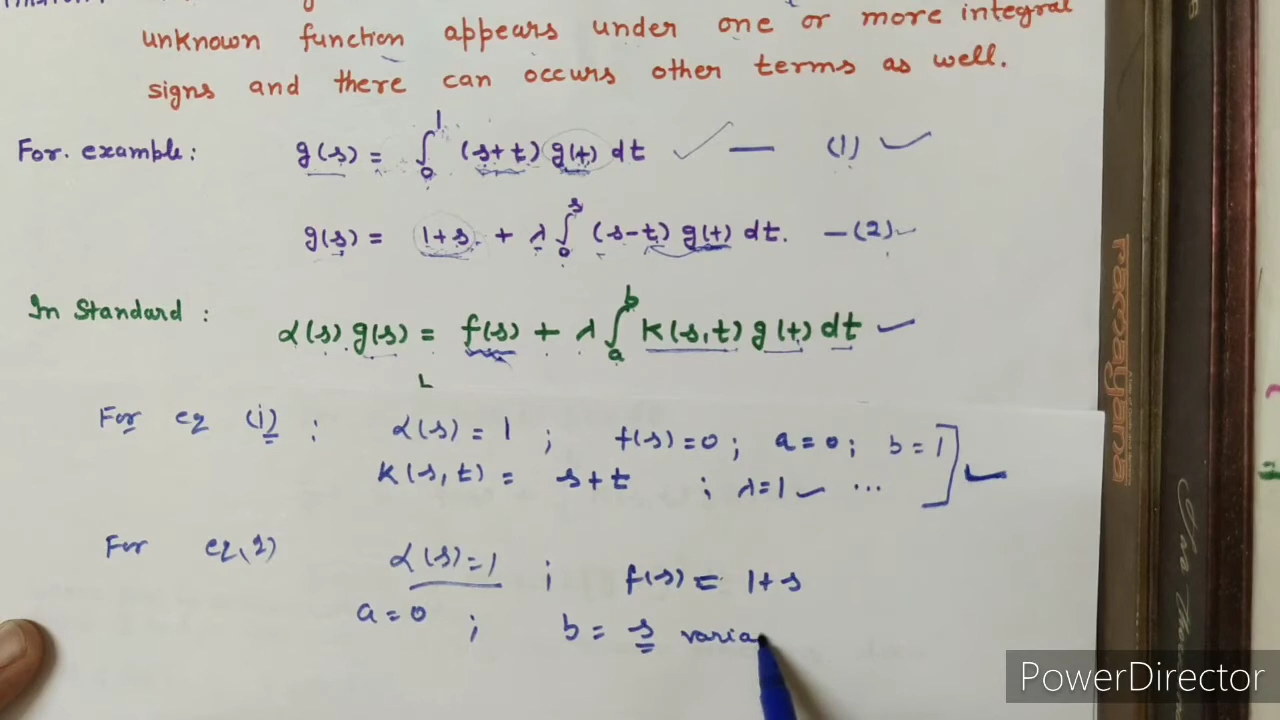 unknown function appears under one or more integral
signs and there can occurs other terms as well.
For. example: g(s) = ∫₀¹ (s+t) g(t) dt — (1)
g(s) = 1+s + λ ∫₀ˢ (s-t) g(t) dt. — (2)
In Standard :
α(s) g(s) = f(s) + λ ∫ₐᵇ K(s,t) g(t) dt
b
For eq (i) : α(s) = 1 ; f(s)=0 ; a=0 ; b=1
K(s,t) = s+t ; λ=1 ...
For eq(2) α(s)=1 ; f(s) = 1+s
a=0 ; b = s varia
racoayana
PowerDirector